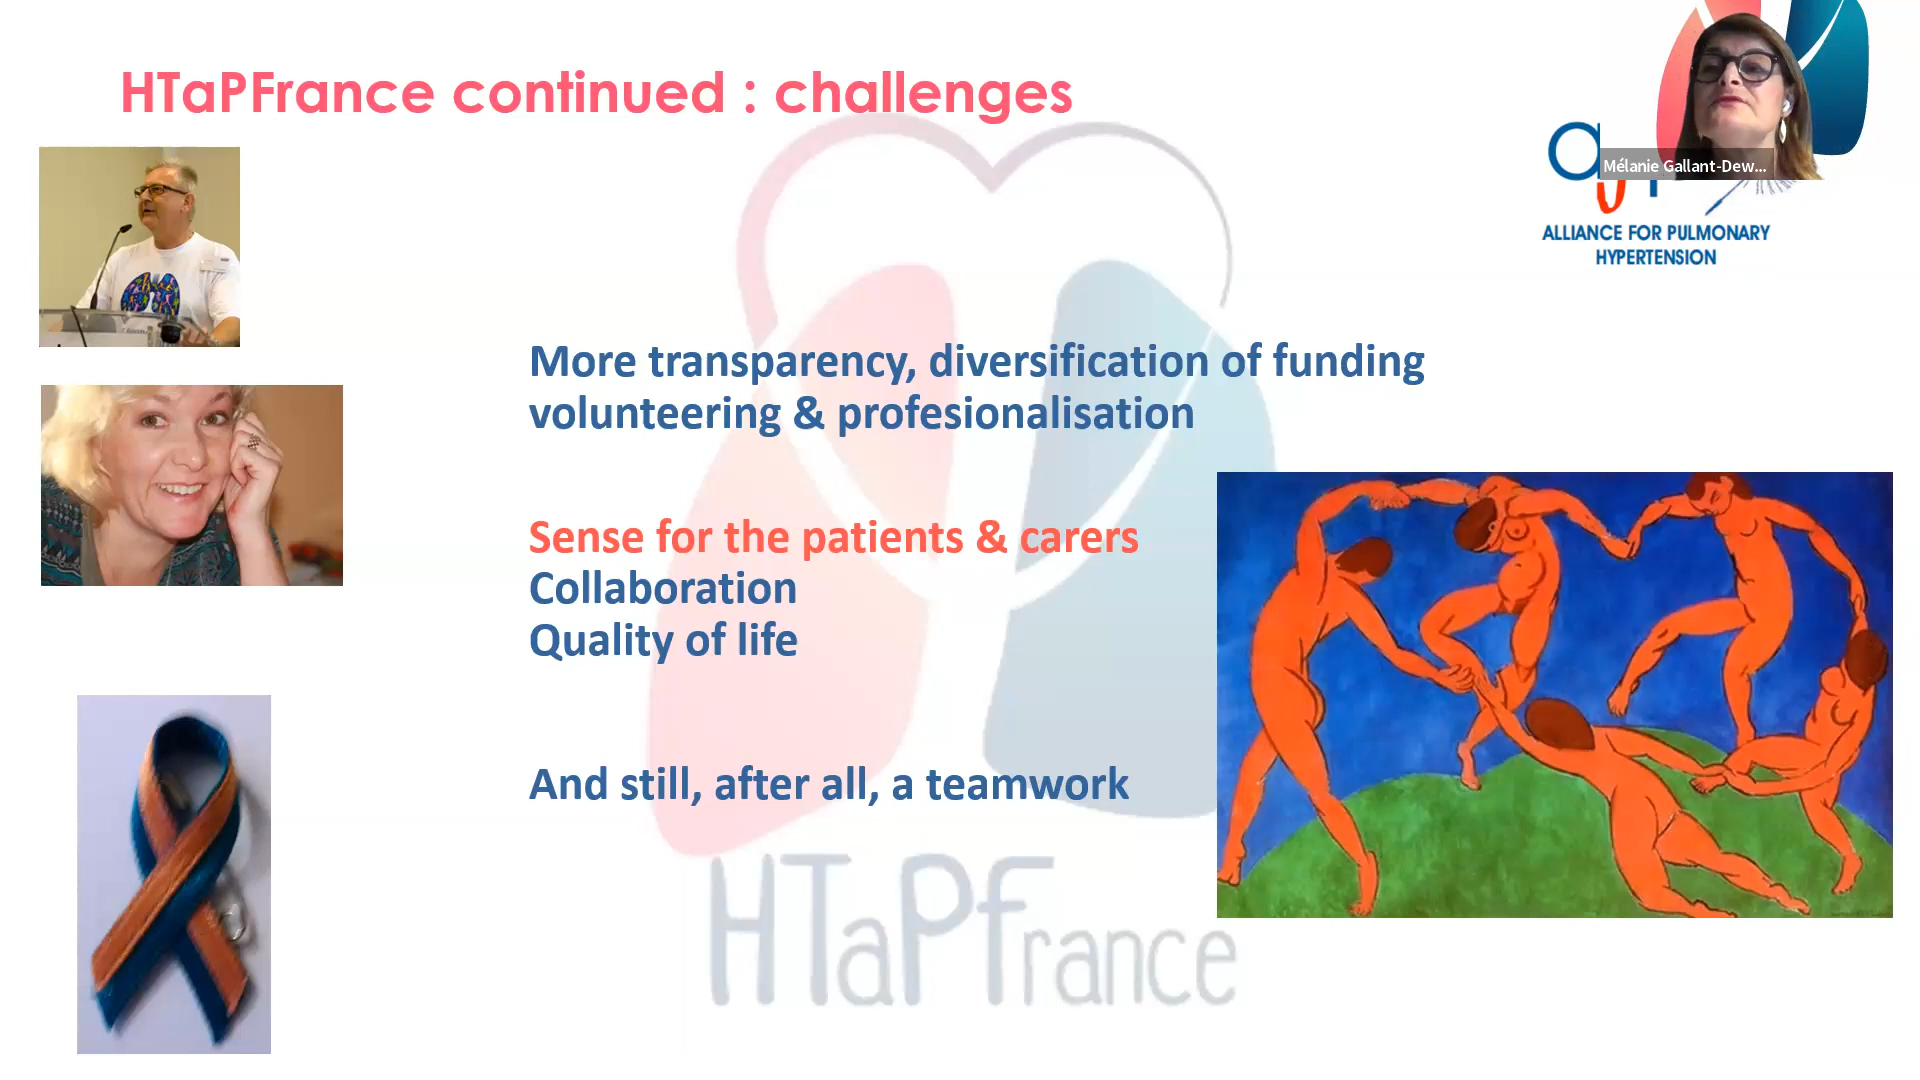 HTaPFrance continued : challenges
Mélanie Gallant-Dew...
ALLIANCE FOR PULMONARY
HYPERTENSION
More transparency, diversification of funding
volunteering & profesionalisation
Sense for the patients & carers
Collaboration
Quality of life
And still, after all, a teamwork
HTaPFrance